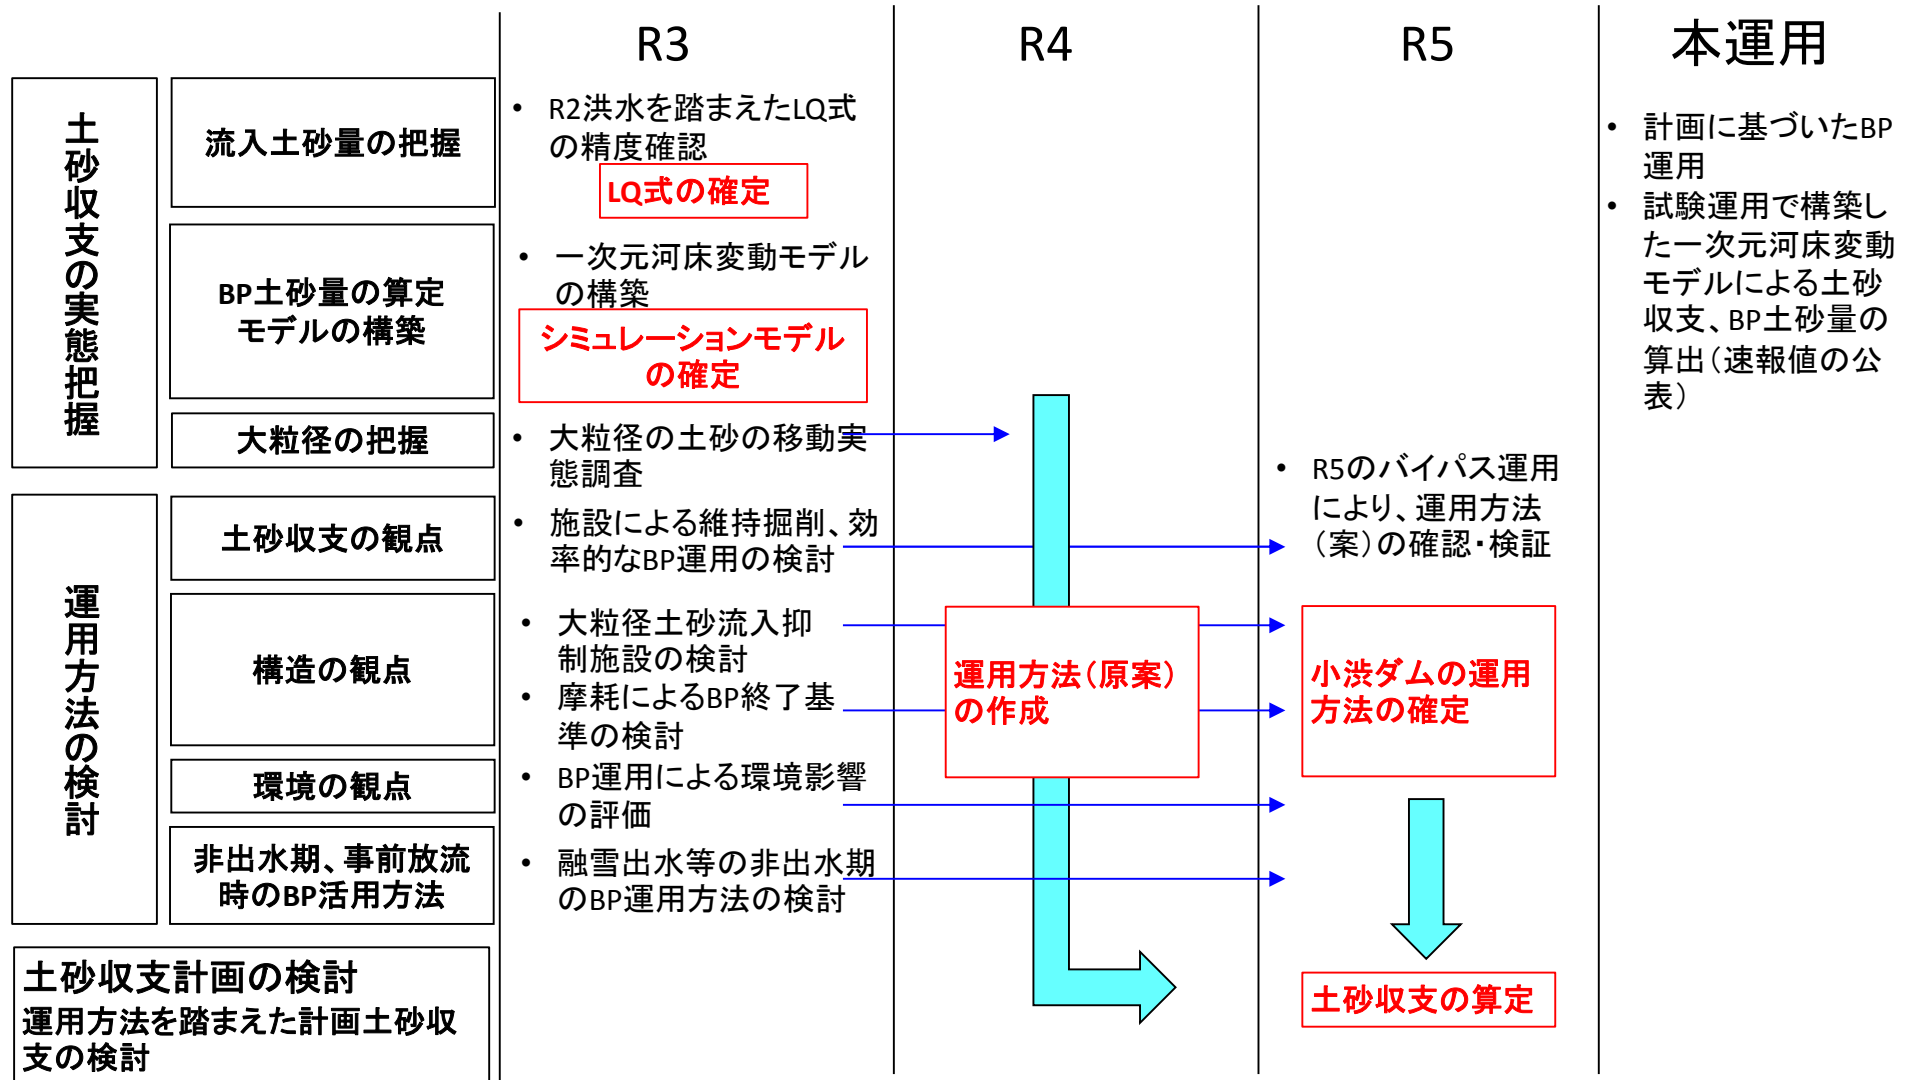 R3
R4
R5
本運用
土砂収支の実態把握
流入土砂量の把握
• R2洪水を踏まえたLQ式
の精度確認
LQ式の確定
BP土砂量の算定
モデルの構築
• 一次元河床変動モデル
の構築
シミュレーションモデル
の確定
大粒径の把握
• 大粒径の土砂の移動実
態調査
運用方法の検討
土砂収支の観点
• 施設による維持掘削、効
率的なBP運用の検討
構造の観点
• 大粒径土砂流入抑
制施設の検討
• 摩耗によるBP終了基
準の検討
環境の観点
• BP運用による環境影響
の評価
非出水期、事前放流
時のBP活用方法
• 融雪出水等の非出水期
のBP運用方法の検討
土砂収支計画の検討
運用方法を踏まえた計画土砂収
支の検討
運用方法（原案）
の作成
• R5のバイパス運用
により、運用方法
（案）の確認・検証
小渋ダムの運用
方法の確定
土砂収支の算定
• 計画に基づいたBP
運用
• 試験運用で構築し
た一次元河床変動
モデルによる土砂
収支、BP土砂量の
算出（速報値の公
表）